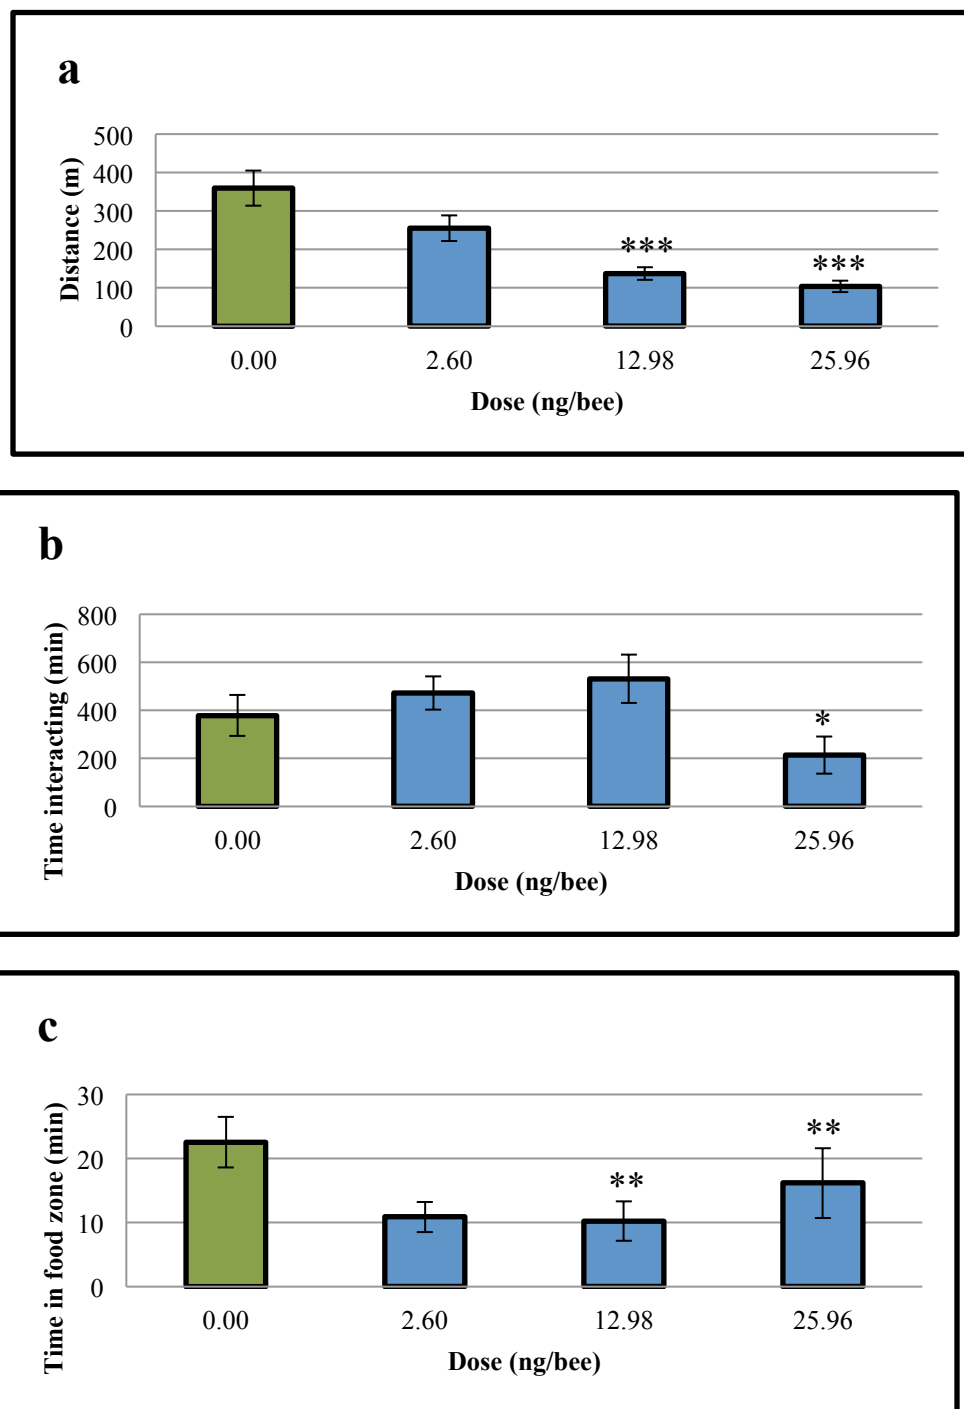 a
Distance (m)
500
400
300
200
100
0
***
***
0.00 2.60 12.98 25.96
Dose (ng/bee)
b
Time interacting (min)
800
600
400
200
0
*
0.00 2.60 12.98 25.96
Dose (ng/bee)
c
Time in food zone (min)
30
20
10
0
**
**
0.00 2.60 12.98 25.96
Dose (ng/bee)